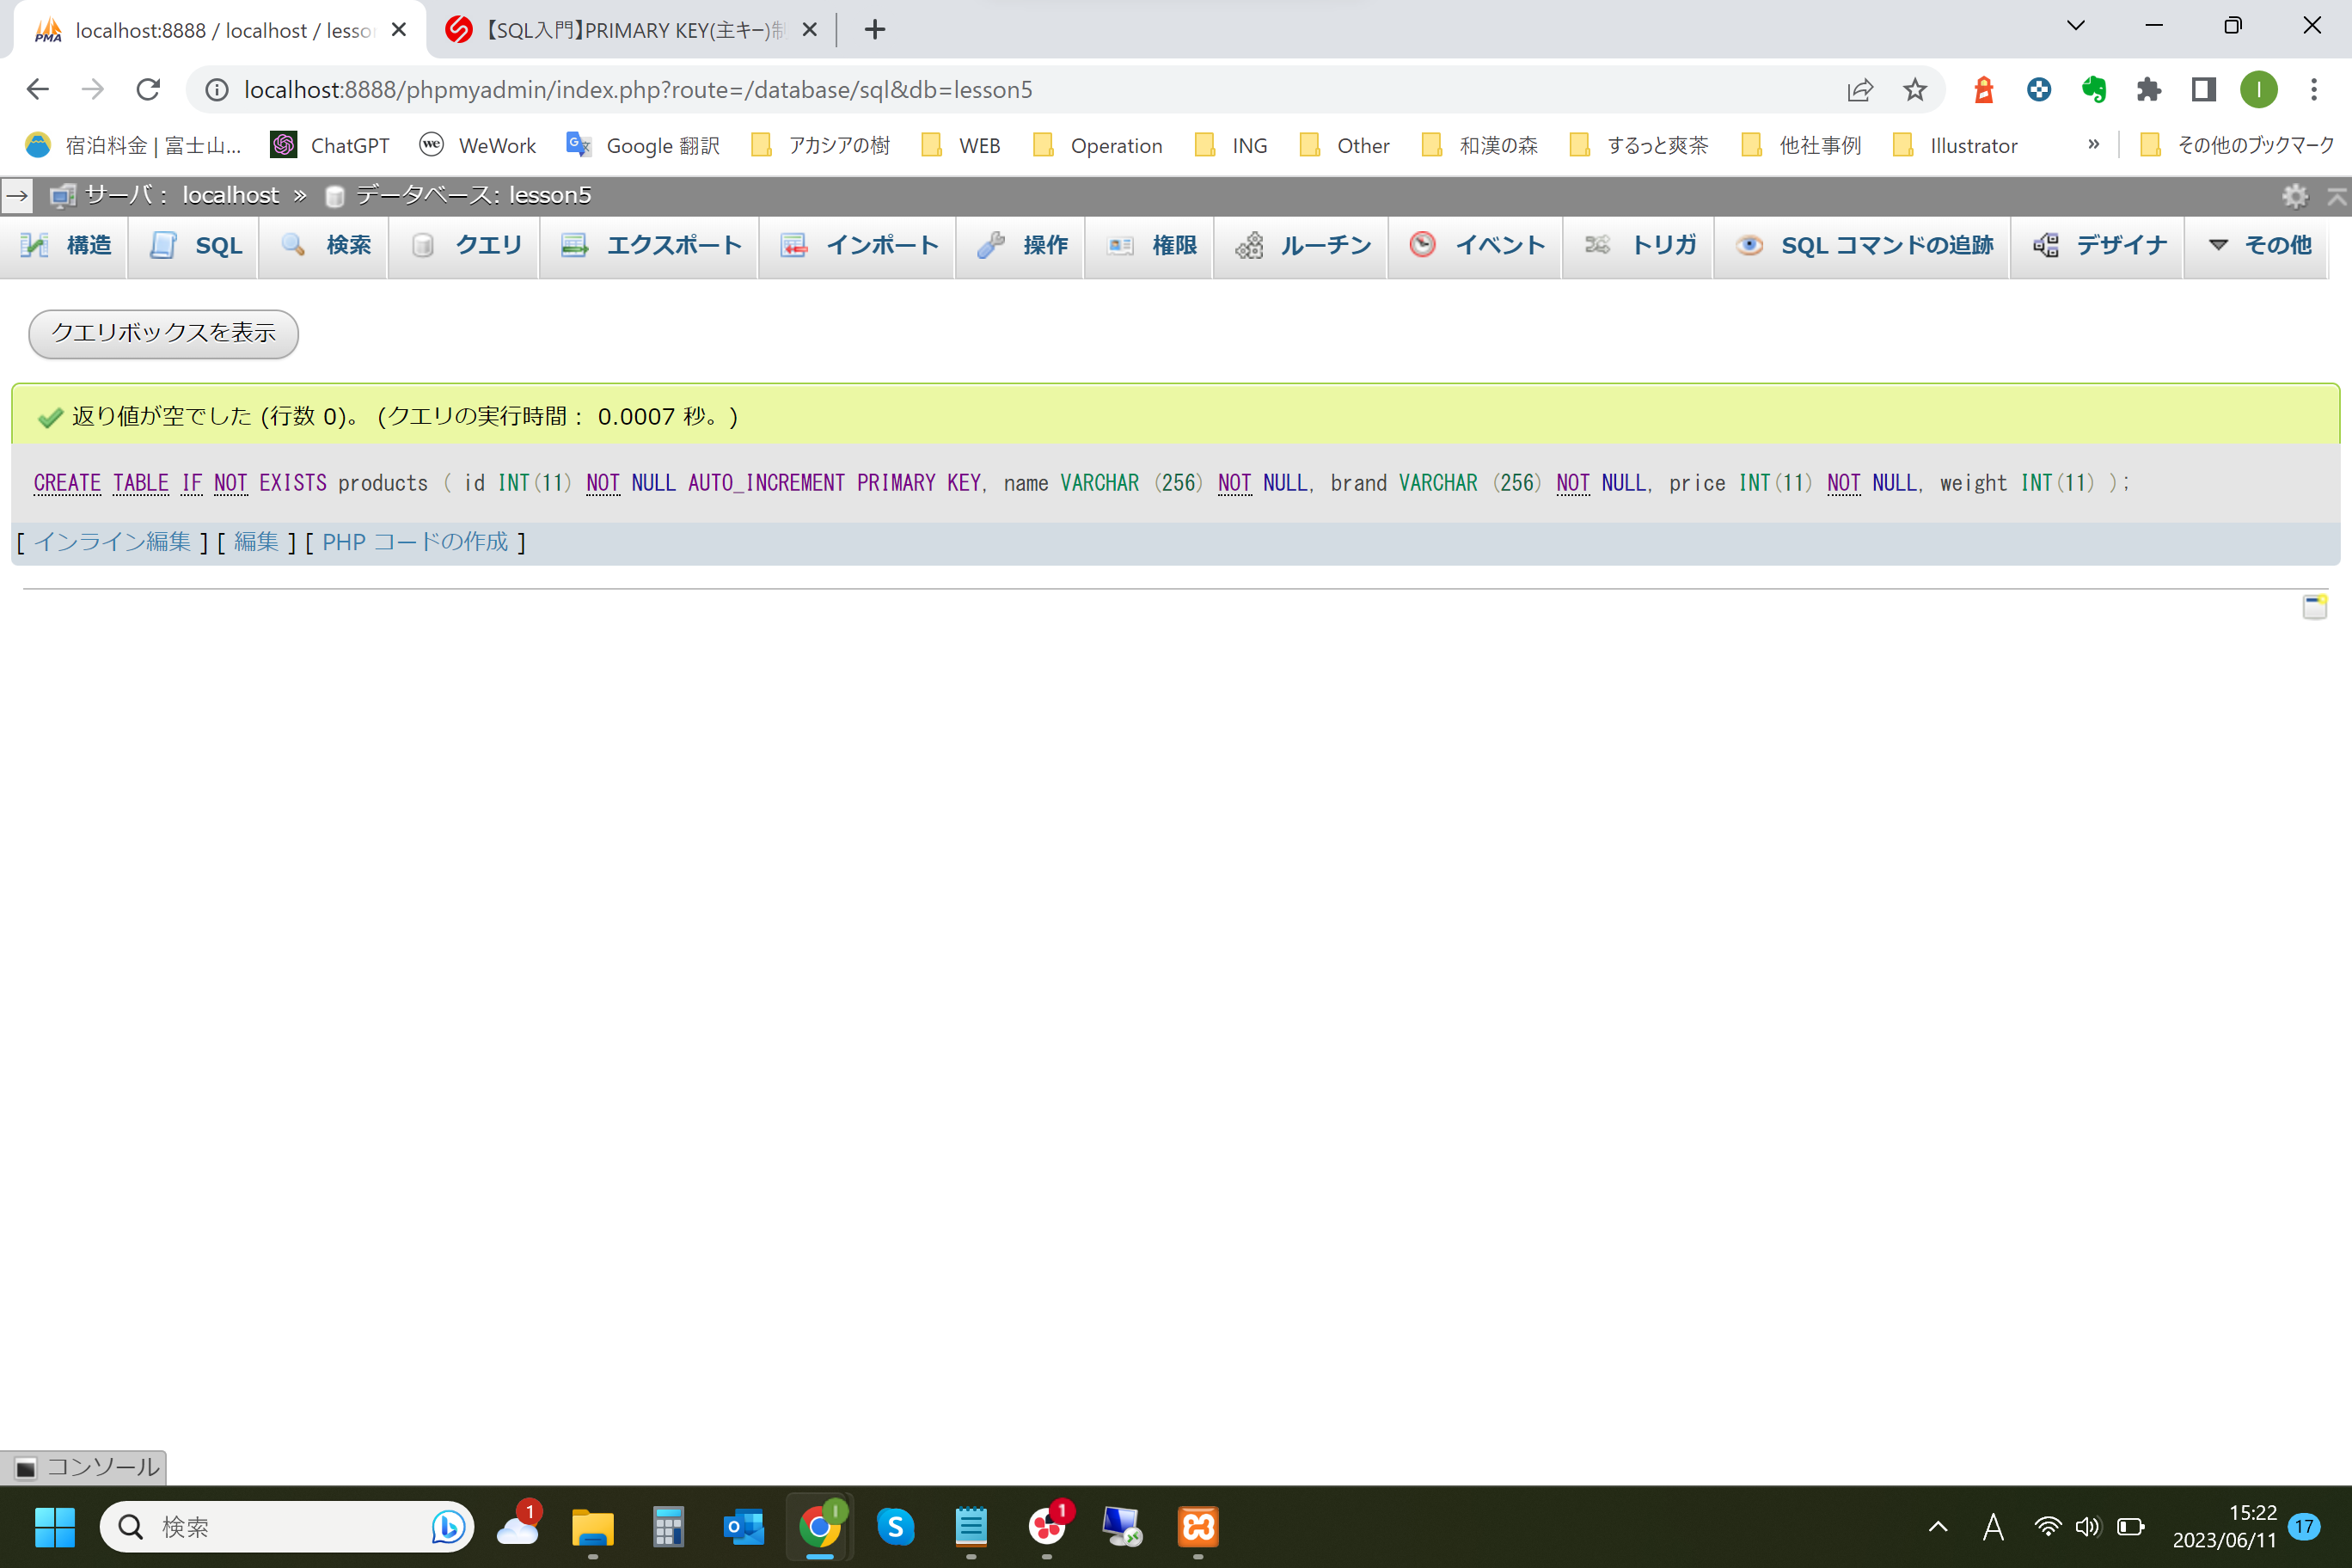 localhost:8888 / localhost / lesso
【SQL入門】PRIMARY KEY(主キー)制
localhost:8888/phpmyadmin/index.php?route=/database/sql&db=lesson5
I
宿泊料金 | 富士山... ChatGPT WeWork Google 翻訳 アカシアの樹 WEB Operation ING Other 和漢の森 するっと爽茶 他社事例 Illustrator » その他のブックマーク
サーバ： localhost » データベース: lesson5
構造 SQL 検索 クエリ エクスポート インポート 操作 権限 ルーチン イベント トリガ SQL コマンドの追跡 デザイナ その他
クエリボックスを表示
返り値が空でした (行数 0)。 (クエリの実行時間： 0.0007 秒。)
CREATE TABLE IF NOT EXISTS products ( id INT(11) NOT NULL AUTO_INCREMENT PRIMARY KEY, name VARCHAR (256) NOT NULL, brand VARCHAR (256) NOT NULL, price INT(11) NOT NULL, weight INT(11) );
[ インライン編集 ] [ 編集 ] [ PHP コードの作成 ]
コンソール
検索
1
1
A
15:22
2023/06/11
17